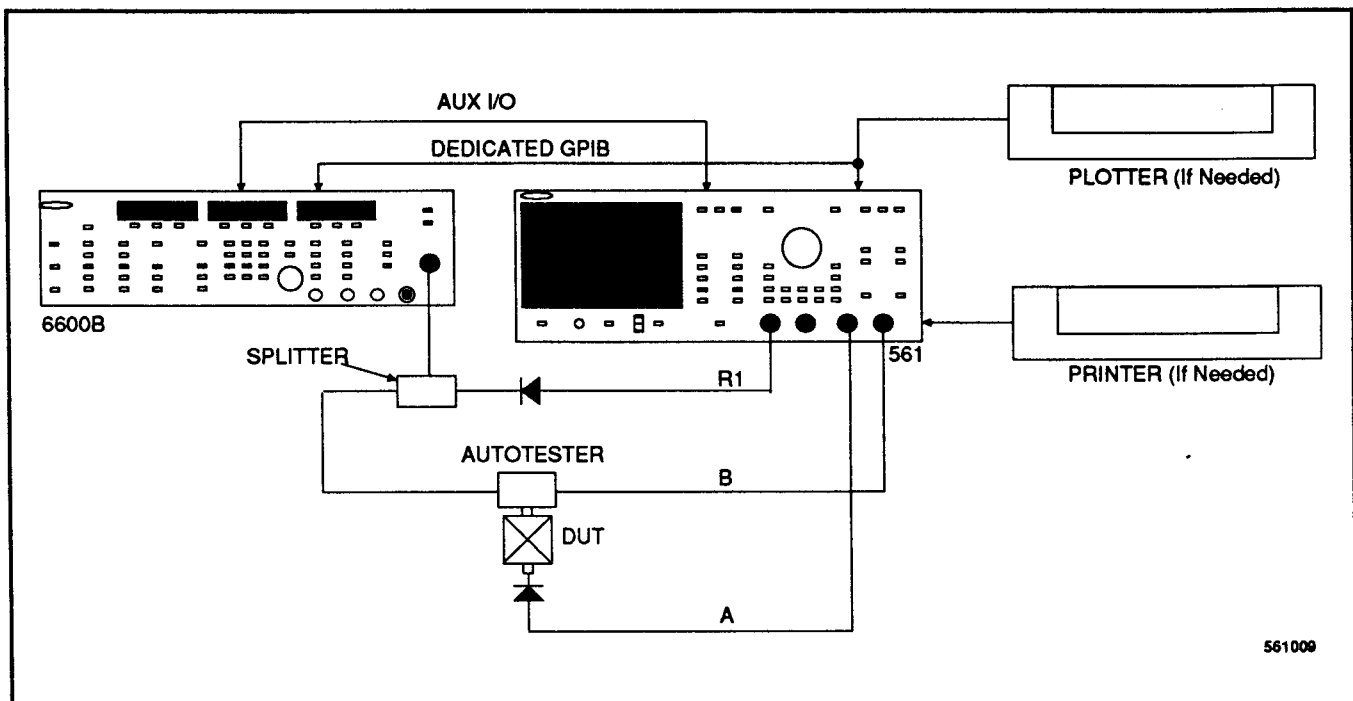 AUX I/O
DEDICATED GPIB
PLOTTER (If Needed)
6600B
561
SPLITTER
R1
PRINTER (If Needed)
AUTOTESTER
B
DUT
A
561009